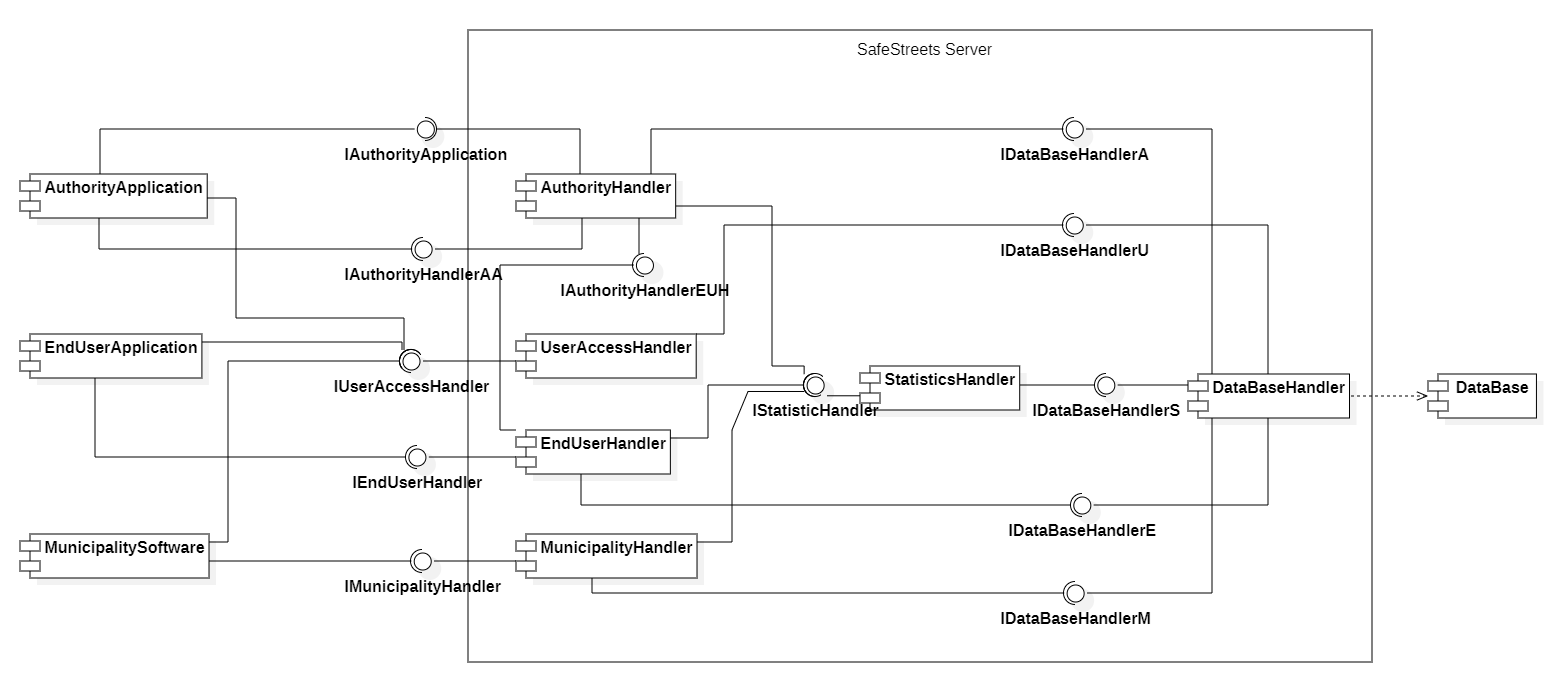 SafeStreets Server
IAuthorityApplication
IDataBaseHandlerA
AuthorityApplication
AuthorityHandler
IDataBaseHandlerU
IAuthorityHandlerAA
IAuthorityHandlerEUH
EndUserApplication
UserAccessHandler
IUserAccessHandler
StatisticsHandler
DataBaseHandler
DataBase
IStatisticHandler
IDataBaseHandlerS
EndUserHandler
IEndUserHandler
IDataBaseHandlerE
MunicipalitySoftware
MunicipalityHandler
IMunicipalityHandler
IDataBaseHandlerM